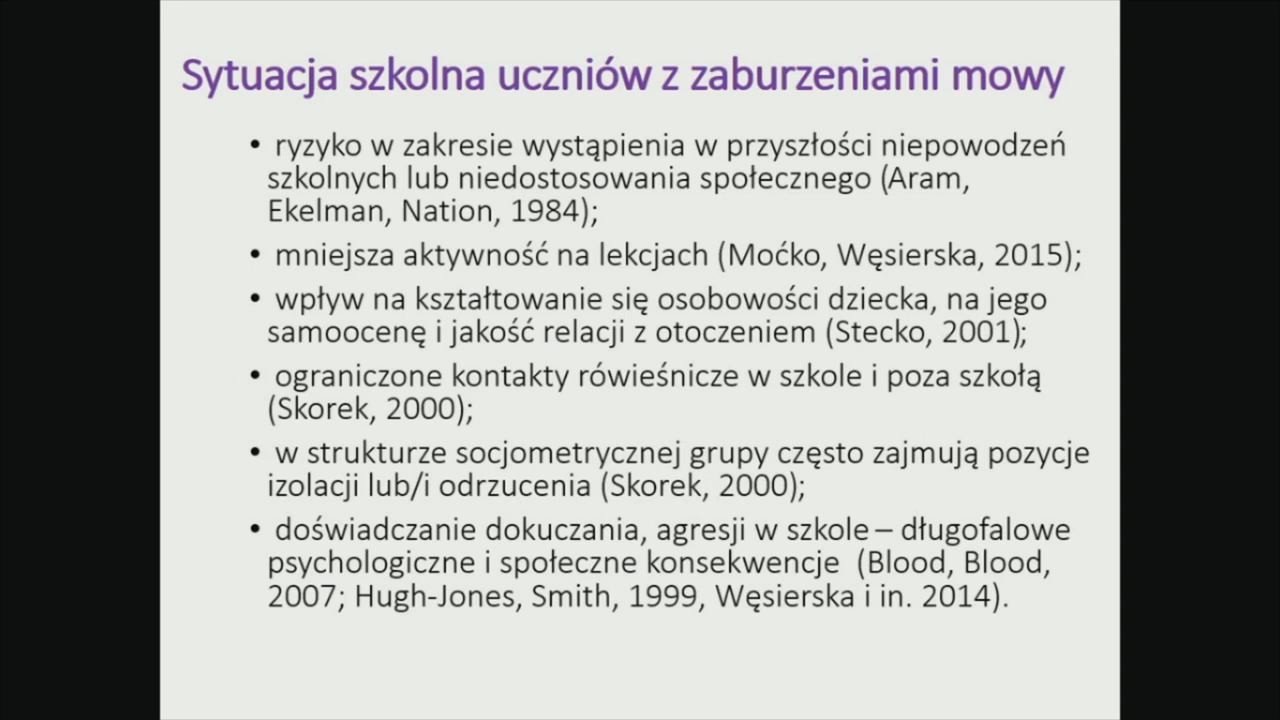 Sytuacja szkolna uczniów z zaburzeniami mowy
• ryzyko w zakresie wystąpienia w przyszłości niepowodzeń
szkolnych lub niedostosowania społecznego (Aram,
Ekelman, Nation, 1984);
• mniejsza aktywność na lekcjach (Moćko, Węsierska, 2015);
• wpływ na kształtowanie się osobowości dziecka, na jego
samoocenę i jakość relacji z otoczeniem (Stecko, 2001);
• ograniczone kontakty rówieśnicze w szkole i poza szkołą
(Skorek, 2000);
• w strukturze socjometrycznej grupy często zajmują pozycje
izolacji lub/i odrzucenia (Skorek, 2000);
• doświadczanie dokuczania, agresji w szkole – długofalowe
psychologiczne i społeczne konsekwencje (Blood, Blood,
2007; Hugh-Jones, Smith, 1999, Węsierska i in. 2014).